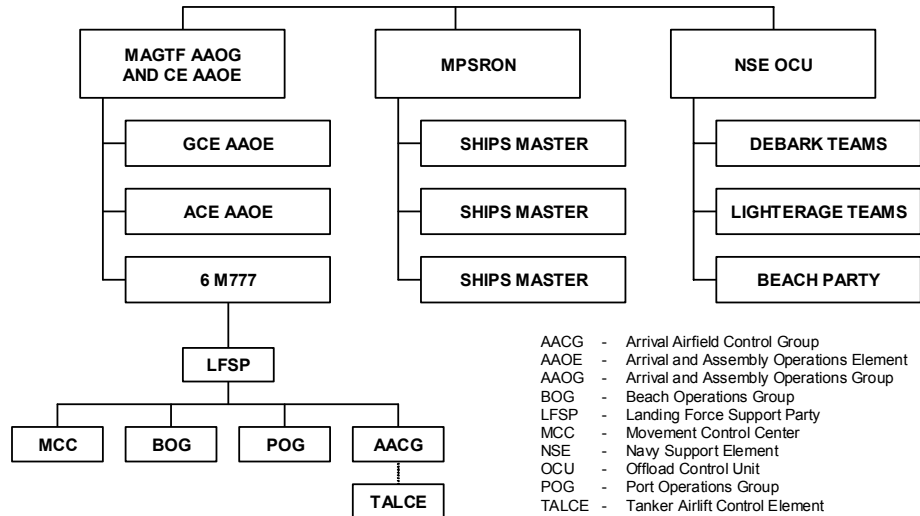 MAGTF AAOG
AND CE AAOE
MPSRON
NSE OCU
GCE AAOE
SHIPS MASTER
DEBARK TEAMS
ACE AAOE
SHIPS MASTER
LIGHTERAGE TEAMS
6 M777
SHIPS MASTER
BEACH PARTY
LFSP
MCC
BOG
POG
AACG
TALCE
AACG - Arrival Airfield Control Group
AAOE - Arrival and Assembly Operations Element
AAOG - Arrival and Assembly Operations Group
BOG - Beach Operations Group
LFSP - Landing Force Support Party
MCC - Movement Control Center
NSE - Navy Support Element
OCU - Offload Control Unit
POG - Port Operations Group
TALCE - Tanker Airlift Control Element